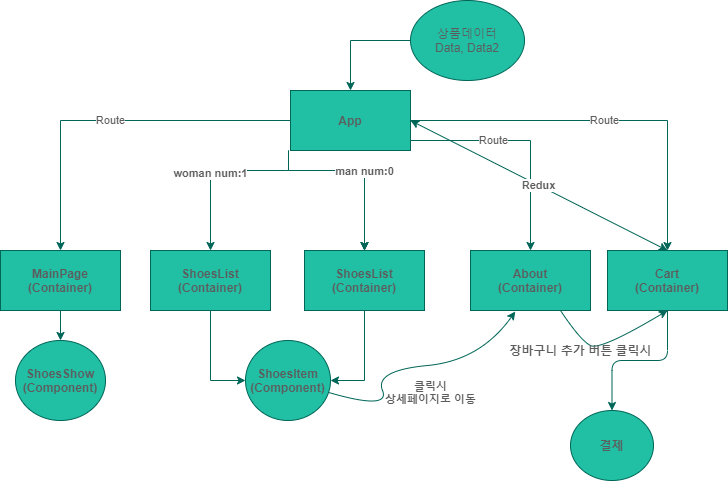 상품데이터
Data, Data2
App
Route
Route
Route
woman num:1
man num:0
Redux
MainPage
(Container)
ShoesList
(Container)
ShoesList
(Container)
About
(Container)
Cart
(Container)
장바구니 추가 버튼 클릭시
ShoesShow
(Component)
ShoesItem
(Component)
클릭시
상세페이지로 이동
결제